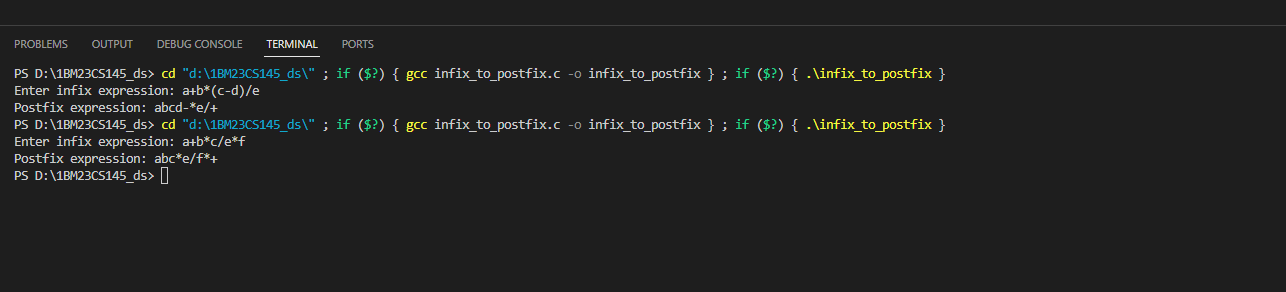 PROBLEMS OUTPUT DEBUG CONSOLE TERMINAL PORTS
PS D:\1BM23CS145_ds> cd "d:\1BM23CS145_ds\" ; if ($?) { gcc infix_to_postfix.c -o infix_to_postfix } ; if ($?) { .\infix_to_postfix }
Enter infix expression: a+b*(c-d)/e
Postfix expression: abcd-*e/+
PS D:\1BM23CS145_ds> cd "d:\1BM23CS145_ds\" ; if ($?) { gcc infix_to_postfix.c -o infix_to_postfix } ; if ($?) { .\infix_to_postfix }
Enter infix expression: a+b*c/e*f
Postfix expression: abc*e/f*+
PS D:\1BM23CS145_ds>